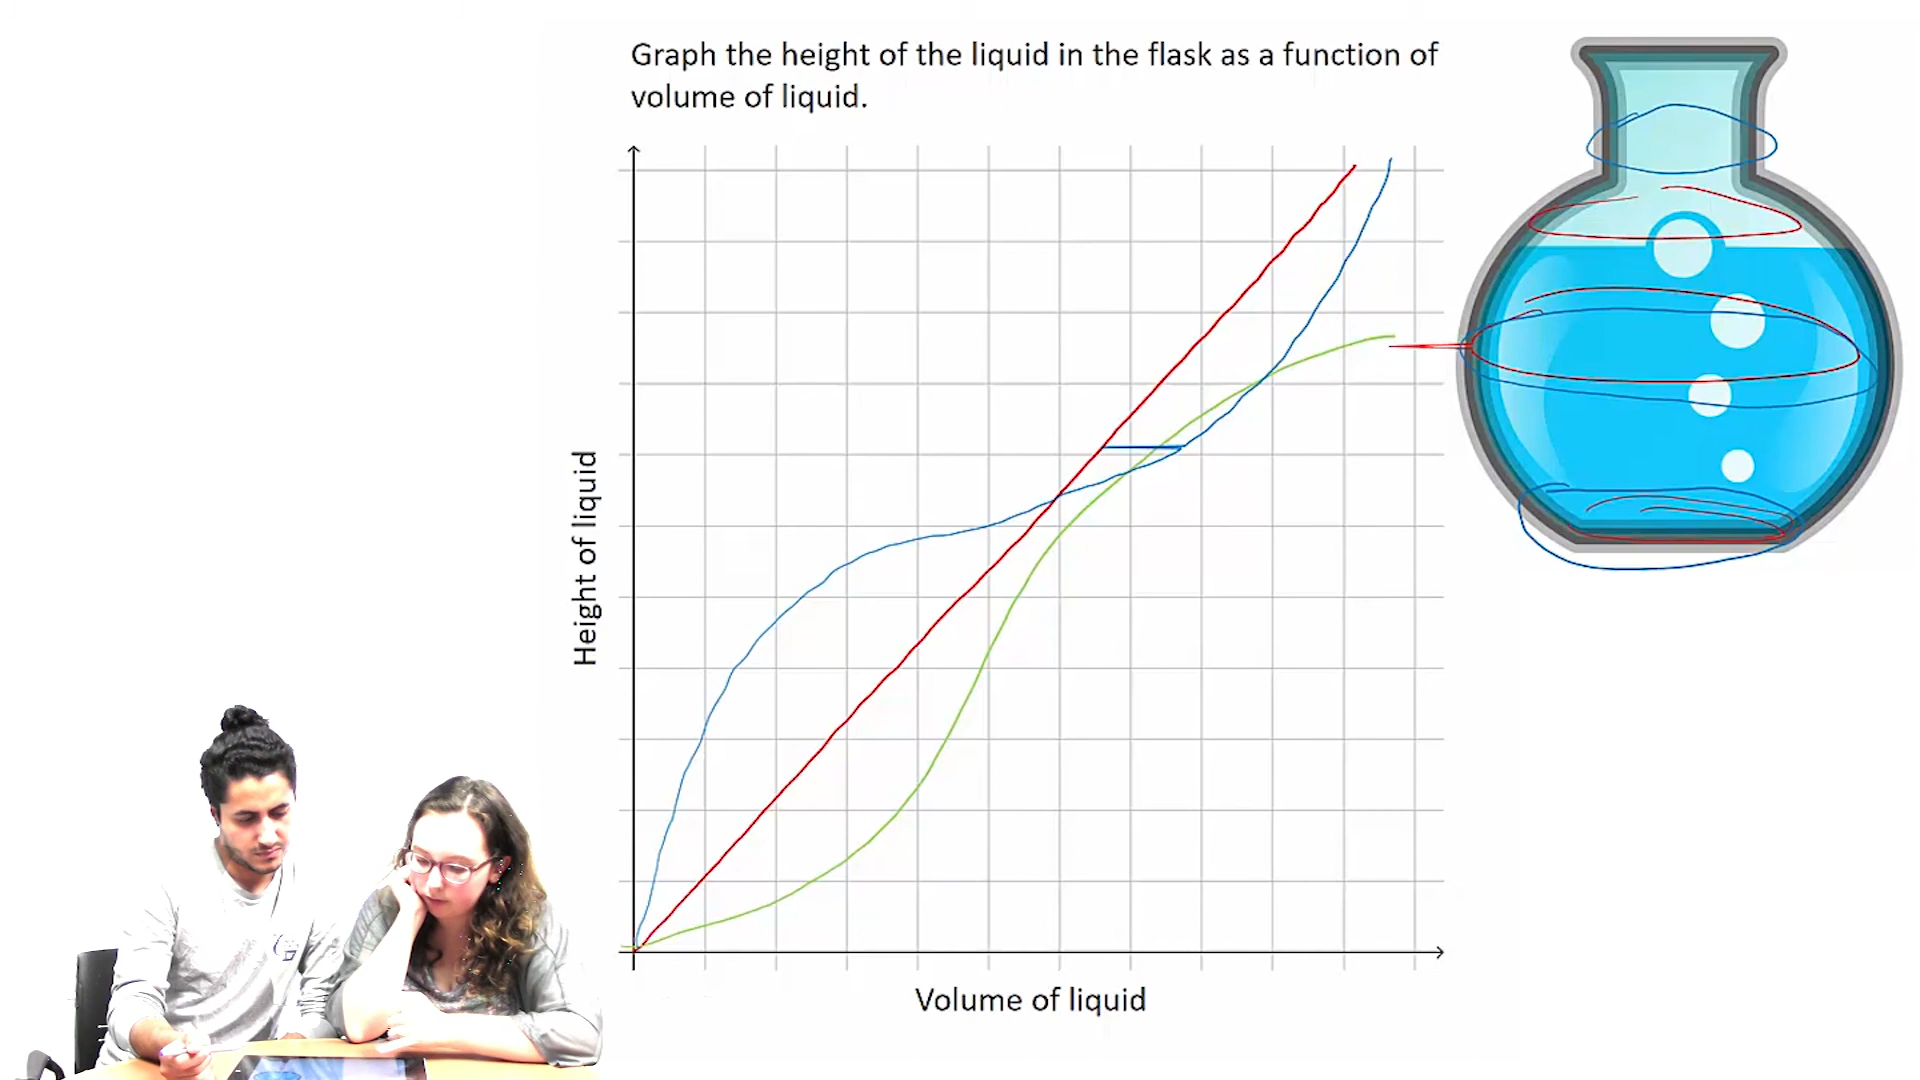 Graph the height of the liquid in the flask as a function of
volume of liquid.
Height of liquid
Volume of liquid